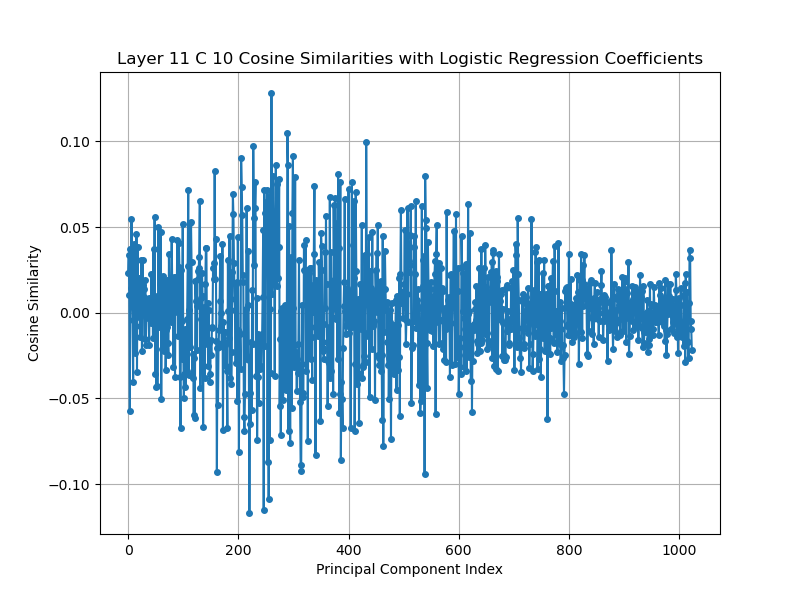 Layer 11 C 10 Cosine Similarities with Logistic Regression Coefficients
0.10
0.05
0.00
−0.05
−0.10
Cosine Similarity
0 200 400 600 800 1000
Principal Component Index